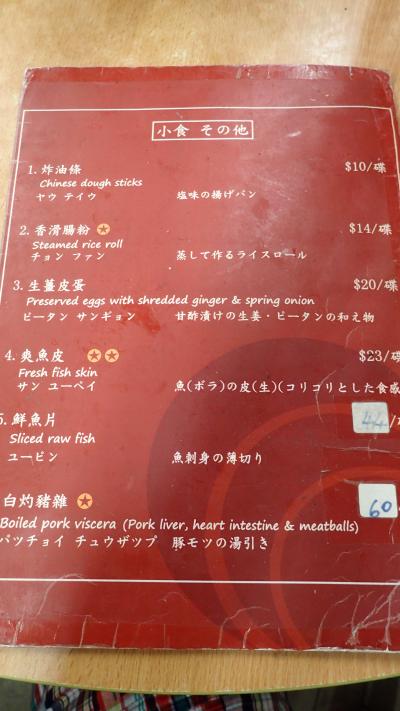 小食 その他
1. 炸油條 $10/碟
Chinese dough sticks
ヤウ テイウ 塩味の揚げパン
2. 香滑腸粉 $14/碟
Steamed rice roll
チョン ファン 蒸して作るライスロール
3. 生薑皮蛋 $20/碟
Preserved eggs with shredded ginger & spring onion
ピータン サンギョン 甘酢漬けの生姜・ピータンの和え物
4. 爽魚皮 $23/碟
Fresh fish skin
サン ユーペイ 魚(ボラ)の皮(生)(コリコリとした食感
5. 鮮魚片 44/
Sliced raw fish
ユーピン 魚刺身の薄切り
白灼豬雜 60
Boiled pork viscera (Pork liver, heart intestine & meatballs)
バッチョイ チュウザップ 豚モツの湯引き